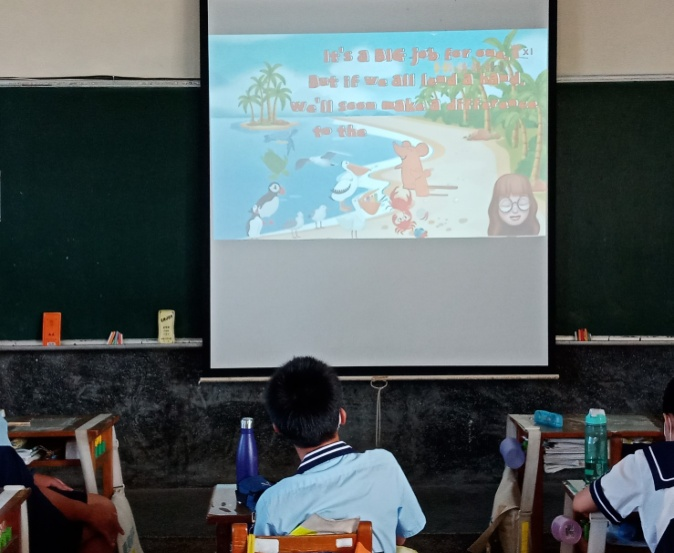 It's a BIG job for one
But if we all lend a hand,
We'll soon make a difference
to the